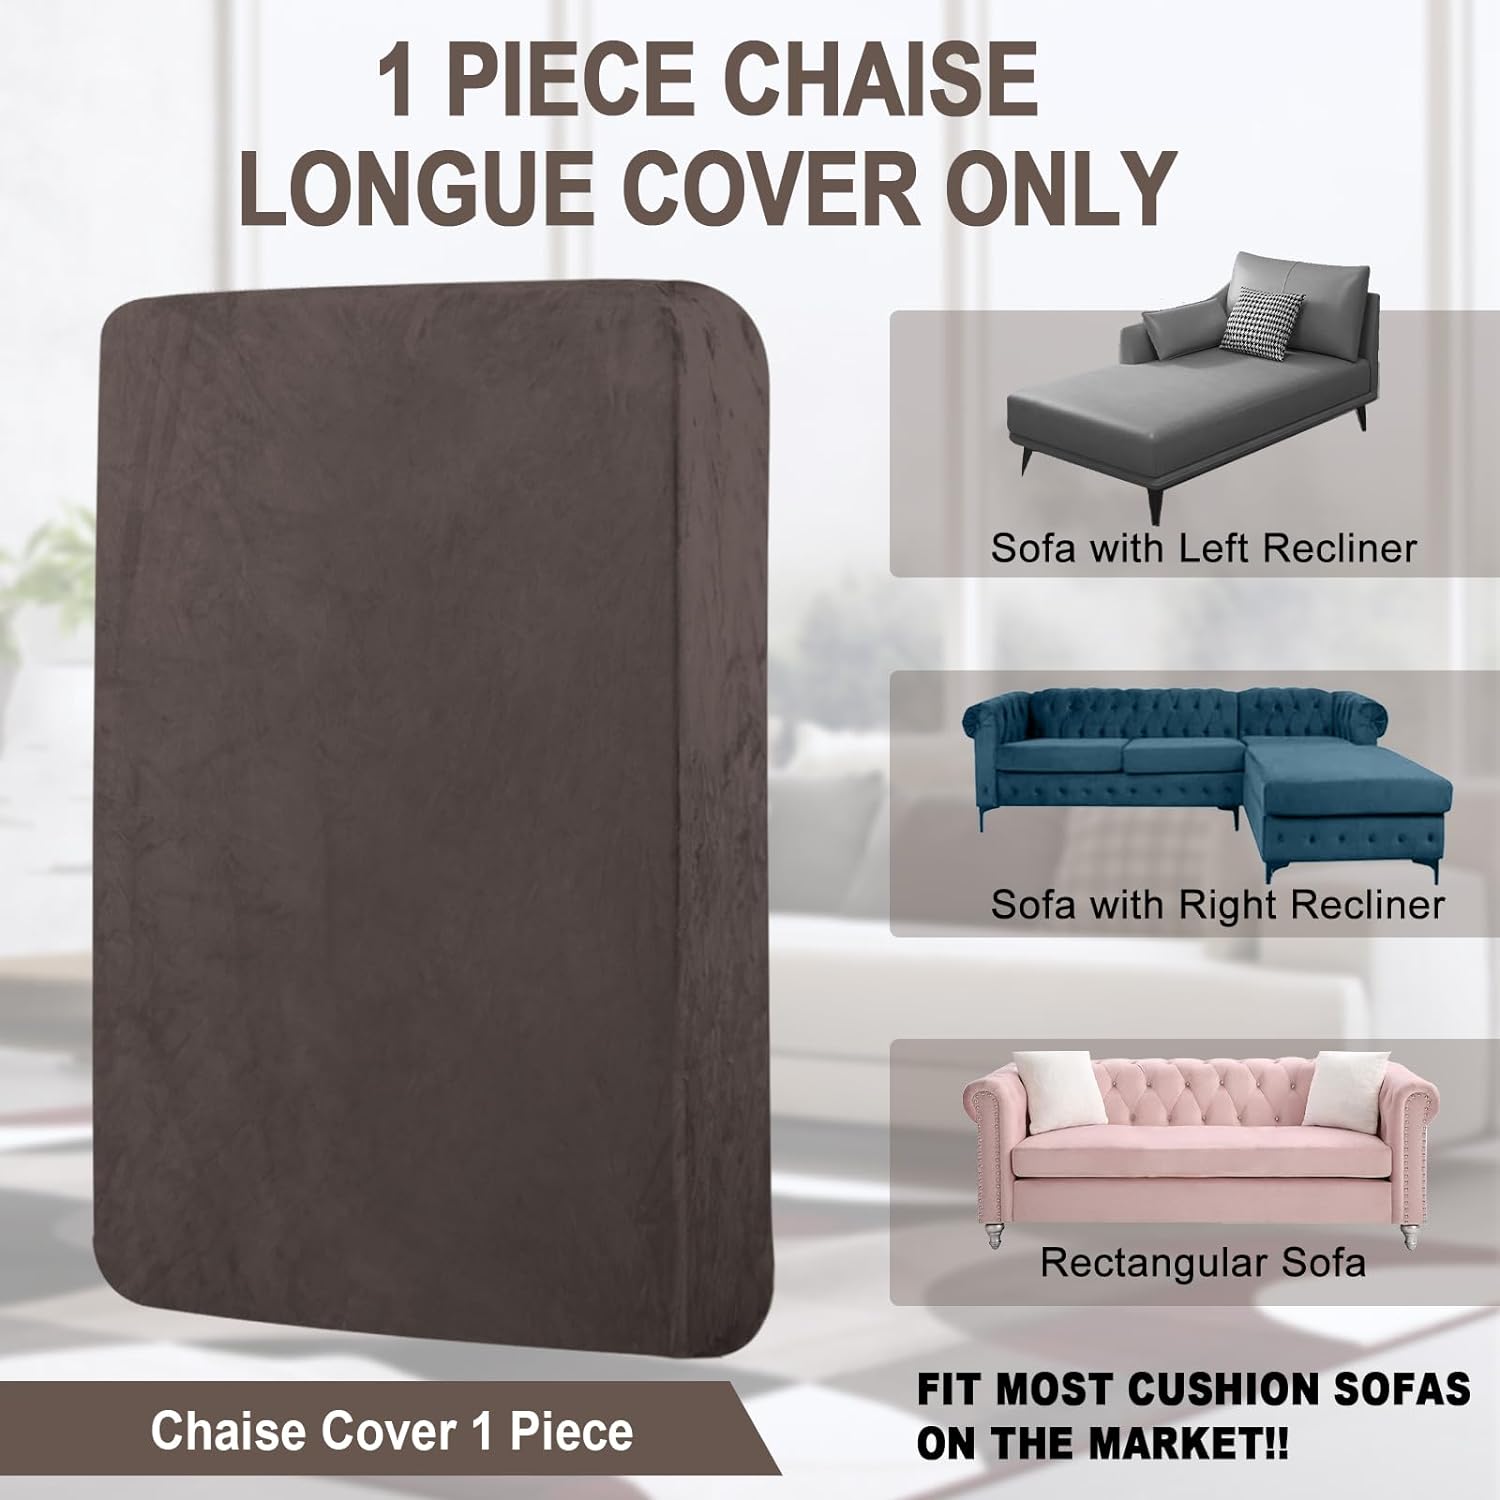 1 PIECE CHAISE
LONGUE COVER ONLY
Sofa with Left Recliner
Sofa with Right Recliner
Rectangular Sofa
Chaise Cover 1 Piece
FIT MOST CUSHION SOFAS
ON THE MARKET!!